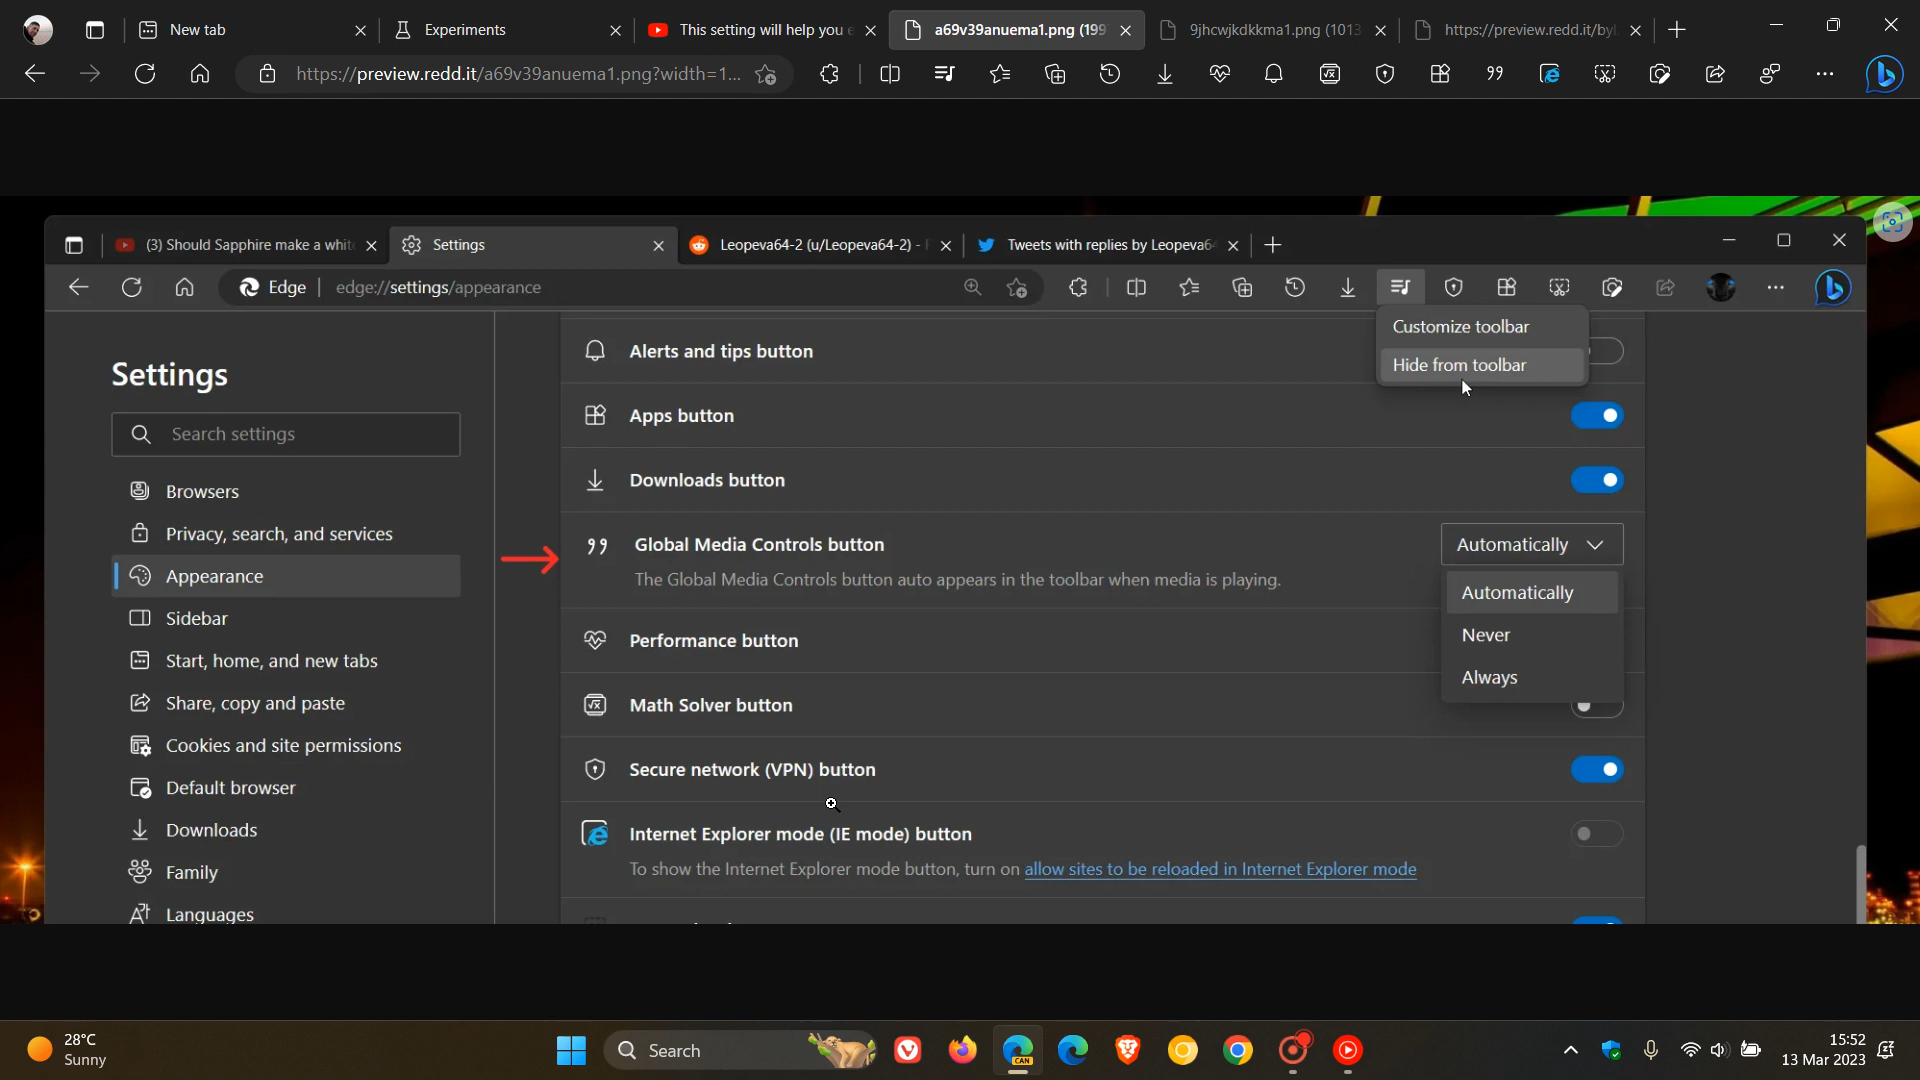 New tab
Experiments
This setting will help you e
a69v39anuema1.png (199
9jhcwjkdkkma1.png (1013
https://preview.redd.it/byl
https://preview.redd.it/a69v39anuema1.png?width=1...
(3) Should Sapphire make a whit
Settings
Leopeva64-2 (u/Leopeva64-2) -
Tweets with replies by Leopeva64
Edge
edge://settings/appearance
Customize toolbar
Hide from toolbar
Settings
Search settings
Browsers
Privacy, search, and services
Appearance
Sidebar
Start, home, and new tabs
Share, copy and paste
Cookies and site permissions
Default browser
Downloads
Family
Languages
Alerts and tips button
Apps button
Downloads button
Global Media Controls button
The Global Media Controls button auto appears in the toolbar when media is playing.
Automatically
Automatically
Never
Always
Performance button
Math Solver button
Secure network (VPN) button
Internet Explorer mode (IE mode) button
To show the Internet Explorer mode button, turn on allow sites to be reloaded in Internet Explorer mode
28°C
Sunny
Search
CAN
15:52
13 Mar 2023